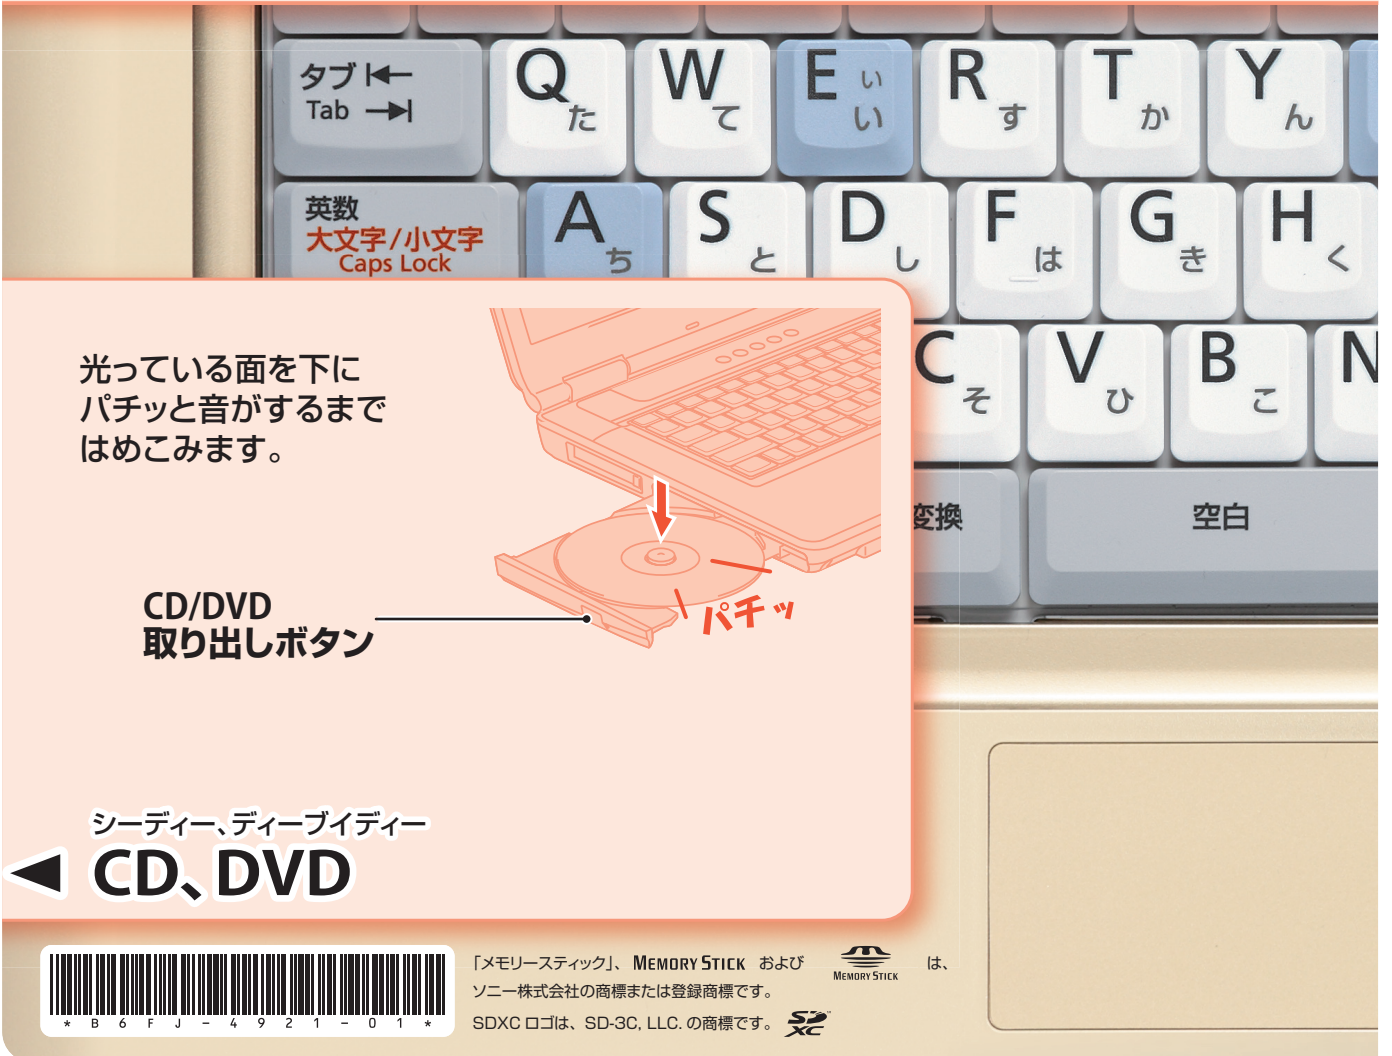 タブ
Tab
Q た
W て
E ぃ い
R す
T か
Y ん
英数
大文字/小文字
Caps Lock
A ち
S と
D し
F は
G き
H く
C そ
V ひ
B こ
N
変換
空白
光っている面を下に
パチッと音がするまで
はめこみます。
パチッ
CD/DVD
取り出しボタン
シーディー、ディーブイディー
CD、DVD
*B6FJ-4921-01*
「メモリースティック」、 MEMORY STICK および MEMORY STICK は、
ソニー株式会社の商標または登録商標です。
SDXC ロゴは、SD-3C, LLC. の商標です。 SD XC